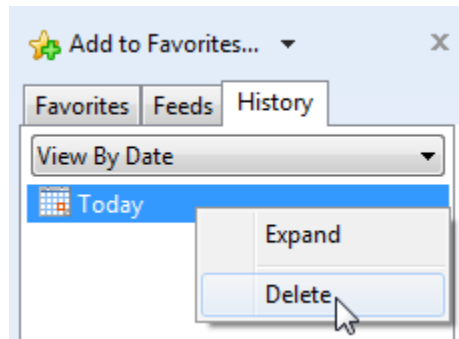 Add to Favorites...
Favorites Feeds History
View By Date
Today
Expand
Delete